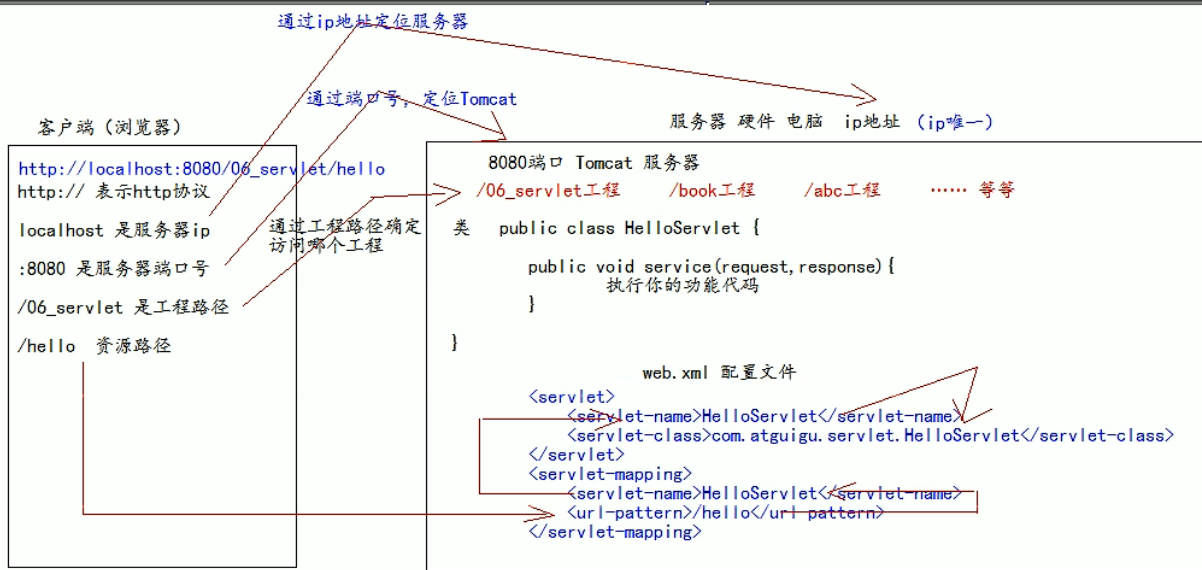 通过ip地址定位服务器
通过端口号，定位Tomcat
客户端（浏览器）
服务器 硬件 电脑 ip地址 （ip唯一）
http://localhost:8080/06_servlet/hello
http:// 表示http协议
localhost 是服务器ip
:8080 是服务器端口号
/06_servlet 是工程路径
/hello 资源路径
通过工程路径确定
访问哪个工程
8080端口 Tomcat 服务器
/06_servlet工程 /book工程 /abc工程 …… 等等
类 public class HelloServlet {
public void service(request,response){
执行你的功能代码
}
}
web.xml 配置文件
<servlet>
<servlet-name>HelloServlet</servlet-name>
<servlet-class>com.atguigu.servlet.HelloServlet</servlet-class>
</servlet>
<servlet-mapping>
<servlet-name>HelloServlet</servlet-name>
<url-pattern>/hello</url-pattern>
</servlet-mapping>